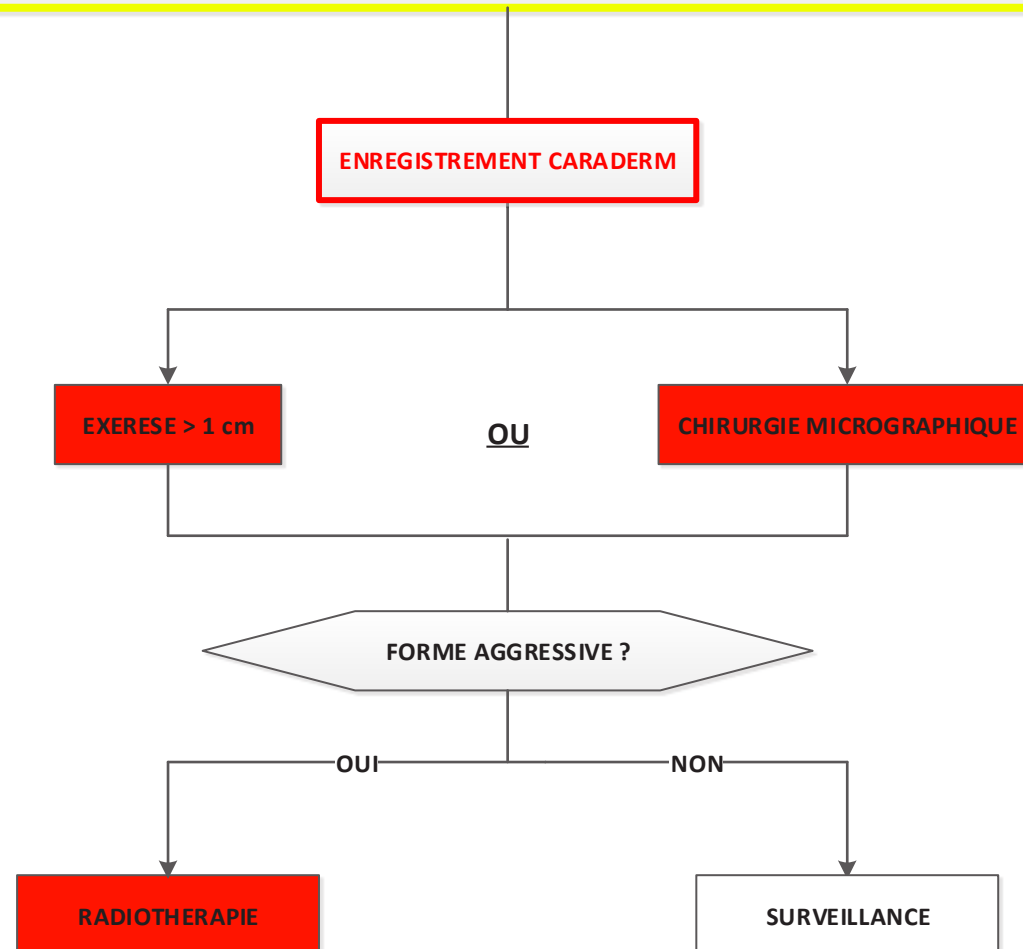 ENREGISTREMENT CARADERM
EXERESE > 1 cm
OU
CHIRURGIE MICROGRAPHIQUE
FORME AGGRESSIVE ?
OUI
NON
RADIOTHERAPIE
SURVEILLANCE